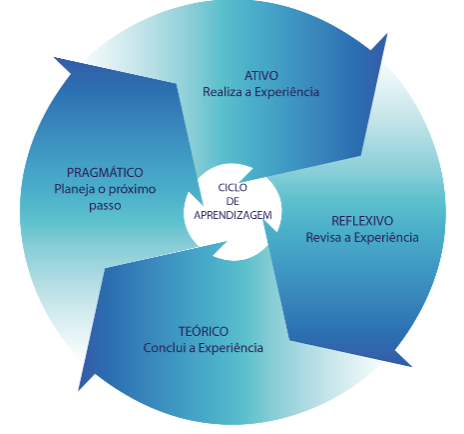 ATIVO
Realiza a Experiência
PRAGMÁTICO
Planeja o próximo
passo
CICLO
DE
APRENDIZAGEM
REFLEXIVO
Revisa a Experiência
TEÓRICO
Conclui a Experiência